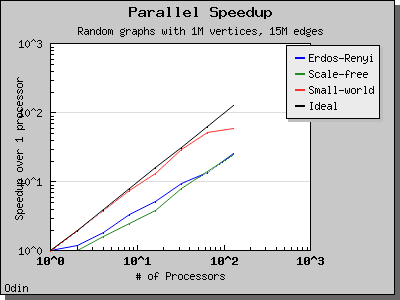 Parallel Speedup
Random graphs with 1M vertices, 15M edges
Speedup over 1 processor
10^3
10^2
10^1
10^0
Erdos-Renyi
Scale-free
Small-world
Ideal
10^0 10^1 10^2 10^3
# of Processors
Odin